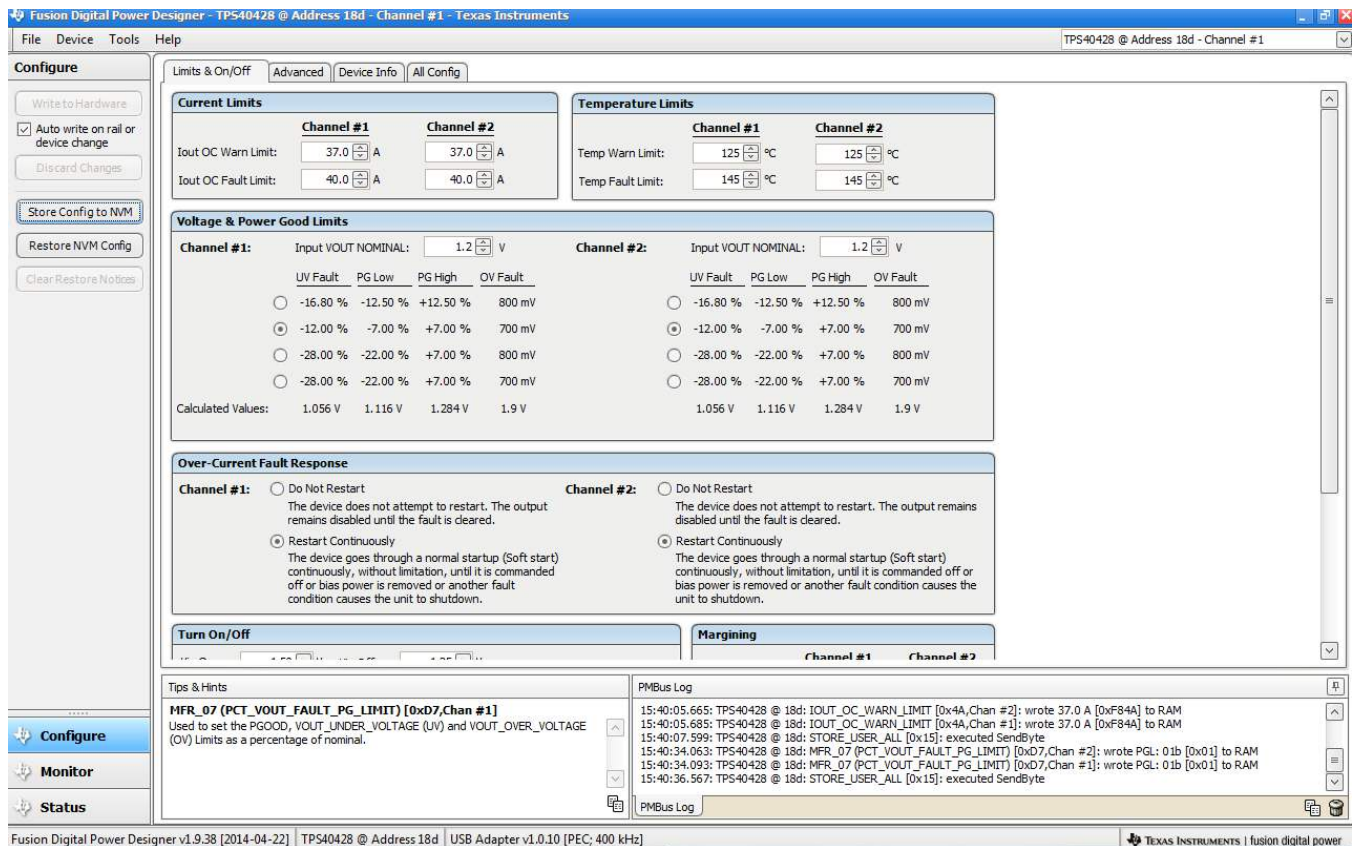 Fusion Digital Power Designer - TPS40428 @ Address 18d - Channel #1 - Texas Instruments
File Device Tools Help
TPS40428 @ Address 18d - Channel #1
Configure
Write to Hardware
Auto write on rail or
device change
Discard Changes
Store Config to NVM
Restore NVM Config
Clear Restore Notices
Limits & On/Off Advanced Device Info All Config
Current Limits
Channel #1 Channel #2
Iout OC Warn Limit: 37.0 A 37.0 A
Iout OC Fault Limit: 40.0 A 40.0 A
Temperature Limits
Channel #1 Channel #2
Temp Warn Limit: 125 °C 125 °C
Temp Fault Limit: 145 °C 145 °C
Voltage & Power Good Limits
Channel #1: Input VOUT NOMINAL: 1.2 V Channel #2: Input VOUT NOMINAL: 1.2 V
UV Fault PG Low PG High OV Fault UV Fault PG Low PG High OV Fault
-16.80 % -12.50 % +12.50 % 800 mV -16.80 % -12.50 % +12.50 % 800 mV
-12.00 % -7.00 % +7.00 % 700 mV -12.00 % -7.00 % +7.00 % 700 mV
-28.00 % -22.00 % +7.00 % 800 mV -28.00 % -22.00 % +7.00 % 800 mV
-28.00 % -22.00 % +7.00 % 700 mV -28.00 % -22.00 % +7.00 % 700 mV
Calculated Values: 1.056 V 1.116 V 1.284 V 1.9 V 1.056 V 1.116 V 1.284 V 1.9 V
Over-Current Fault Response
Channel #1: Do Not Restart
The device does not attempt to restart. The output
remains disabled until the fault is cleared.
Restart Continuously
The device goes through a normal startup (Soft start)
continuously, without limitation, until it is commanded
off or bias power is removed or another fault
condition causes the unit to shutdown.
Channel #2: Do Not Restart
The device does not attempt to restart. The output remains
disabled until the fault is cleared.
Restart Continuously
The device goes through a normal startup (Soft start)
continuously, without limitation, until it is commanded off or
bias power is removed or another fault condition causes the
unit to shutdown.
Turn On/Off
Margining
Channel #1 Channel #2
Tips & Hints
MFR_07 (PCT_VOUT_FAULT_PG_LIMIT) [0xD7,Chan #1]
Used to set the PGOOD, VOUT_UNDER_VOLTAGE (UV) and VOUT_OVER_VOLTAGE
(OV) Limits as a percentage of nominal.
PMBus Log
15:40:05.665: TPS40428 @ 18d: IOUT_OC_WARN_LIMIT [0x4A,Chan #2]: wrote 37.0 A [0xF84A] to RAM
15:40:05.685: TPS40428 @ 18d: IOUT_OC_WARN_LIMIT [0x4A,Chan #1]: wrote 37.0 A [0xF84A] to RAM
15:40:07.599: TPS40428 @ 18d: STORE_USER_ALL [0x15]: executed SendByte
15:40:34.063: TPS40428 @ 18d: MFR_07 (PCT_VOUT_FAULT_PG_LIMIT) [0xD7,Chan #2]: wrote PGL: 01b [0x01] to RAM
15:40:34.093: TPS40428 @ 18d: MFR_07 (PCT_VOUT_FAULT_PG_LIMIT) [0xD7,Chan #1]: wrote PGL: 01b [0x01] to RAM
15:40:36.567: TPS40428 @ 18d: STORE_USER_ALL [0x15]: executed SendByte
PMBus Log
Configure
Monitor
Status
Fusion Digital Power Designer v1.9.38 [2014-04-22] TPS40428 @ Address 18d USB Adapter v1.0.10 [PEC; 400 kHz]
TEXAS INSTRUMENTS | fusion digital power